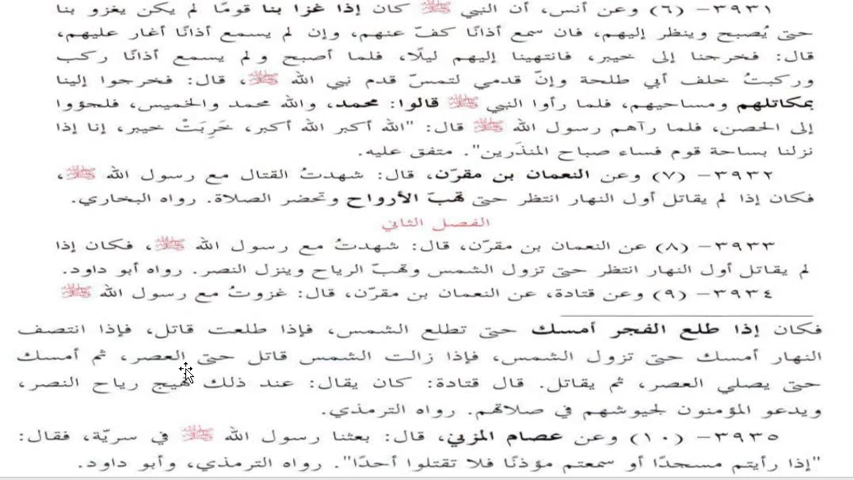 ٣٩٣١- (٦) وعن أنس، أن النبي ﷺ كان إذا غزا بنا قومًا لم يكن يغزو بنا
حتى يُصبح وينظر إليهم، فان سمع أذانًا كفّ عنهم، وإن لم يسمع أذانًا أغار عليهم،
قال: فخرجنا إلى خيبر، فانتهينا إليهم ليلًا، فلما أصبح ولم يسمع أذانًا ركب
وركبتُ خلف أبي طلحة وإنّ قدمي لتمسّ قدم نبي الله ﷺ، قال: فخرجوا إلينا
بمكاتلهم ومساحيهم، فلما رأوا النبي ﷺ قالوا: محمد، والله محمد والخميس، فلجؤوا
إلى الحصن، فلما رآهم رسول الله ﷺ قال: "الله أكبر الله أكبر، خَرِبَتْ خيبر، إنا إذا
نزلنا بساحة قوم فساء صباح المنذَرين". متفق عليه.
٣٩٣٢- (٧) وعن النعمان بن مقرّن، قال: شهدتُ القتال مع رسول الله ﷺ،
فكان إذا لم يقاتل أول النهار انتظر حتى تهبّ الأرواح وتحضر الصلاة. رواه البخاري.
الفصل الثاني
٣٩٣٣- (٨) عن النعمان بن مقرّن، قال: شهدتُ مع رسول الله ﷺ، فكان إذا
لم يقاتل أول النهار انتظر حتى تزول الشمس وتهبّ الرياح وينزل النصر. رواه أبو داود.
٣٩٣٤- (٩) وعن قتادة، عن النعمان بن مقرّن، قال: غزوتُ مع رسول الله ﷺ
فكان إذا طلع الفجر أمسك حتى تطلع الشمس، فإذا طلعت قاتل، فإذا انتصف
النهار أمسك حتى تزول الشمس، فإذا زالت الشمس قاتل حتى العصر، ثم أمسك
حتى يصلي العصر، ثم يقاتل. قال قتادة: كان يقال: عند ذلك تهيج رياح النصر،
ويدعو المؤمنون لجيوشهم في صلاتهم. رواه الترمذي.
٣٩٣٥- (١٠) وعن عصام المزني، قال: بعثنا رسول الله ﷺ في سريّة، فقال:
"إذا رأيتم مسجدًا أو سمعتم مؤذنًا فلا تقتلوا أحدًا". رواه الترمذي، وأبو داود.